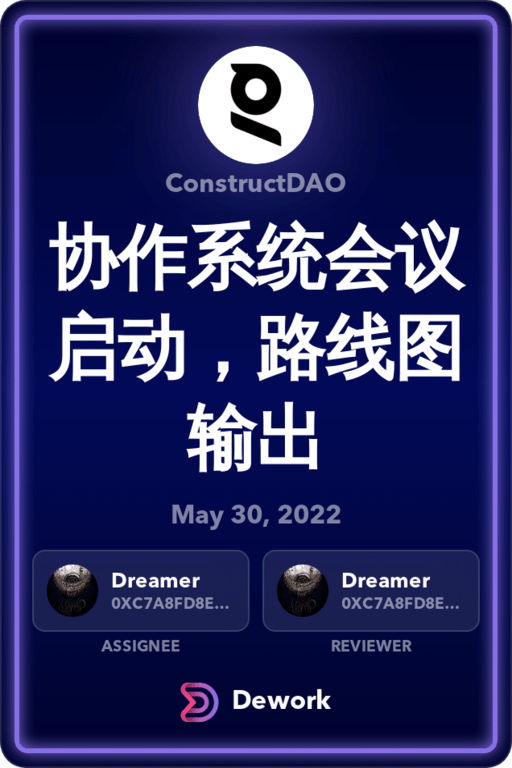 ConstructDAO
协作系统会议
启动，路线图
输出
May 30, 2022
Dreamer
0XC7A8FD8E...
ASSIGNEE
Dreamer
0XC7A8FD8E...
REVIEWER
Dework